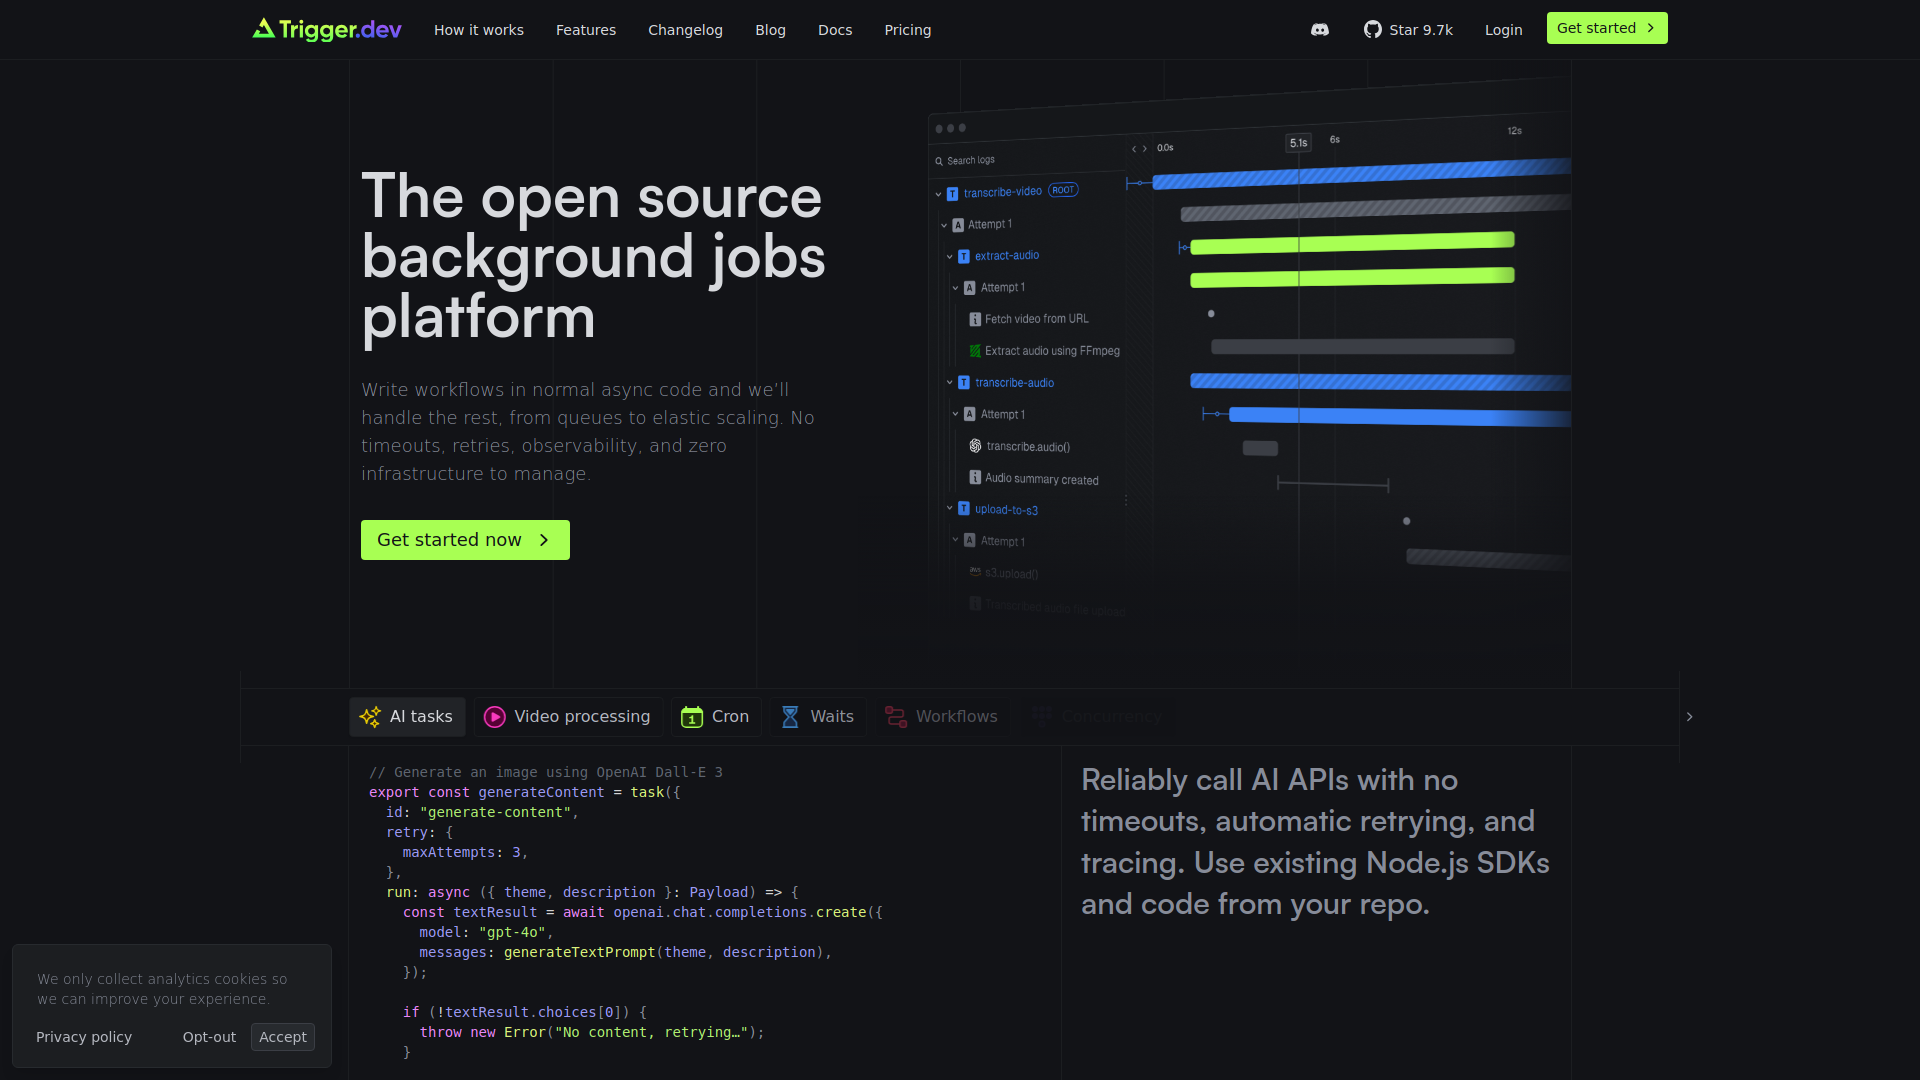 Trigger.dev
How it works
Features
Changelog
Blog
Docs
Pricing
Star 9.7k
Login
Get started
The open source
background jobs
platform
Write workflows in normal async code and we’ll
handle the rest, from queues to elastic scaling. No
timeouts, retries, observability, and zero
infrastructure to manage.
Get started now
Search logs
0.0s
5.1s
6s
12s
T transcribe-video ROOT
A Attempt 1
T extract-audio
A Attempt 1
Fetch video from URL
Extract audio using FFmpeg
T transcribe-audio
A Attempt 1
transcribe.audio()
Audio summary created
T upload-to-s3
A Attempt 1
aws s3.upload()
Transcribed audio file upload
AI tasks
Video processing
1 Cron
Waits
Workflows
Concurrency
// Generate an image using OpenAI Dall-E 3
export const generateContent = task({
id: "generate-content",
retry: {
maxAttempts: 3,
},
run: async ({ theme, description }: Payload) => {
const textResult = await openai.chat.completions.create({
model: "gpt-4o",
messages: generateTextPrompt(theme, description),
});
if (!textResult.choices[0]) {
throw new Error("No content, retrying…");
}
Reliably call AI APIs with no
timeouts, automatic retrying, and
tracing. Use existing Node.js SDKs
and code from your repo.
We only collect analytics cookies so
we can improve your experience.
Privacy policy
Opt-out
Accept